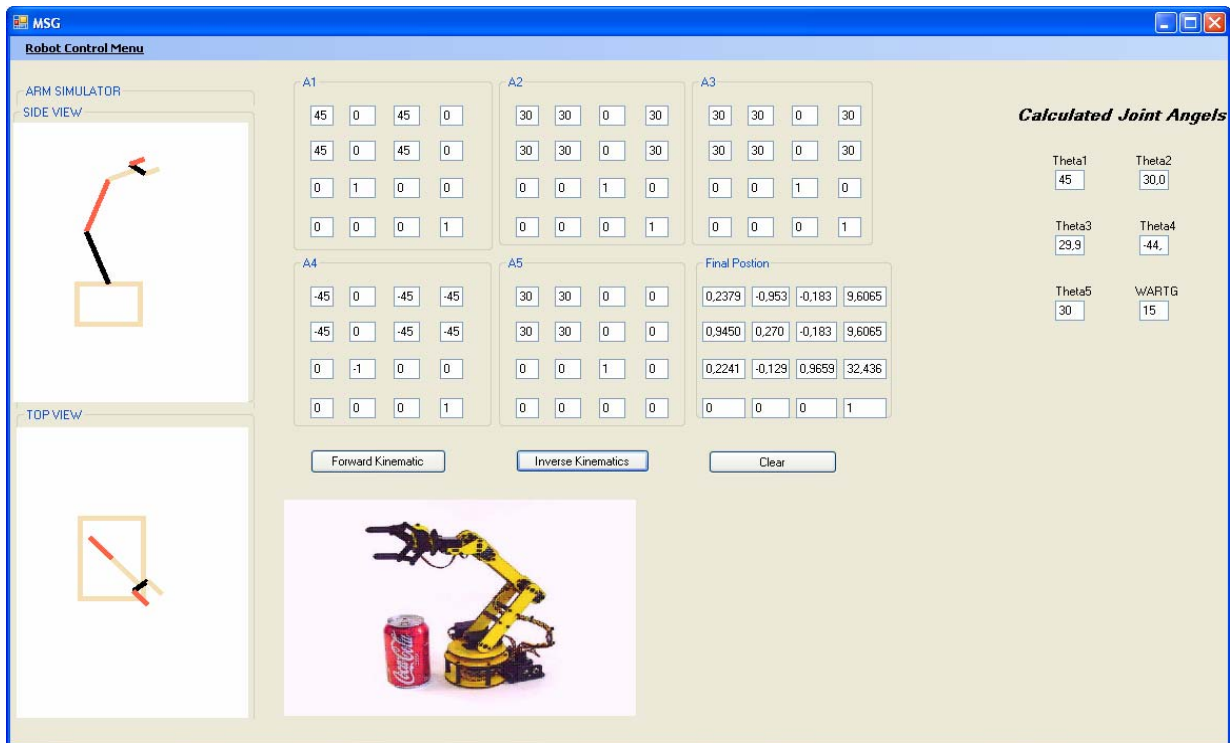 MSG
Robot Control Menu
ARM SIMULATOR
SIDE VIEW
TOP VIEW
A1
45 0 45 0
45 0 45 0
0 1 0 0
0 0 0 1
A2
30 30 0 30
30 30 0 30
0 0 1 0
0 0 0 1
A3
30 30 0 30
30 30 0 30
0 0 1 0
0 0 0 1
A4
-45 0 -45 -45
-45 0 -45 -45
0 -1 0 0
0 0 0 1
A5
30 30 0 0
30 30 0 0
0 0 1 0
0 0 0 0
Final Postion
0,2379 -0,953 -0,183 9,6065
0,9450 0,270 -0,183 9,6065
0,2241 -0,129 0,9659 32,436
0 0 0 1
Forward Kinematic
Inverse Kinematics
Clear
Coca-Cola
Calculated Joint Angels
Theta1 Theta2
45 30,0
Theta3 Theta4
29,9 -44,
Theta5 WARTG
30 15